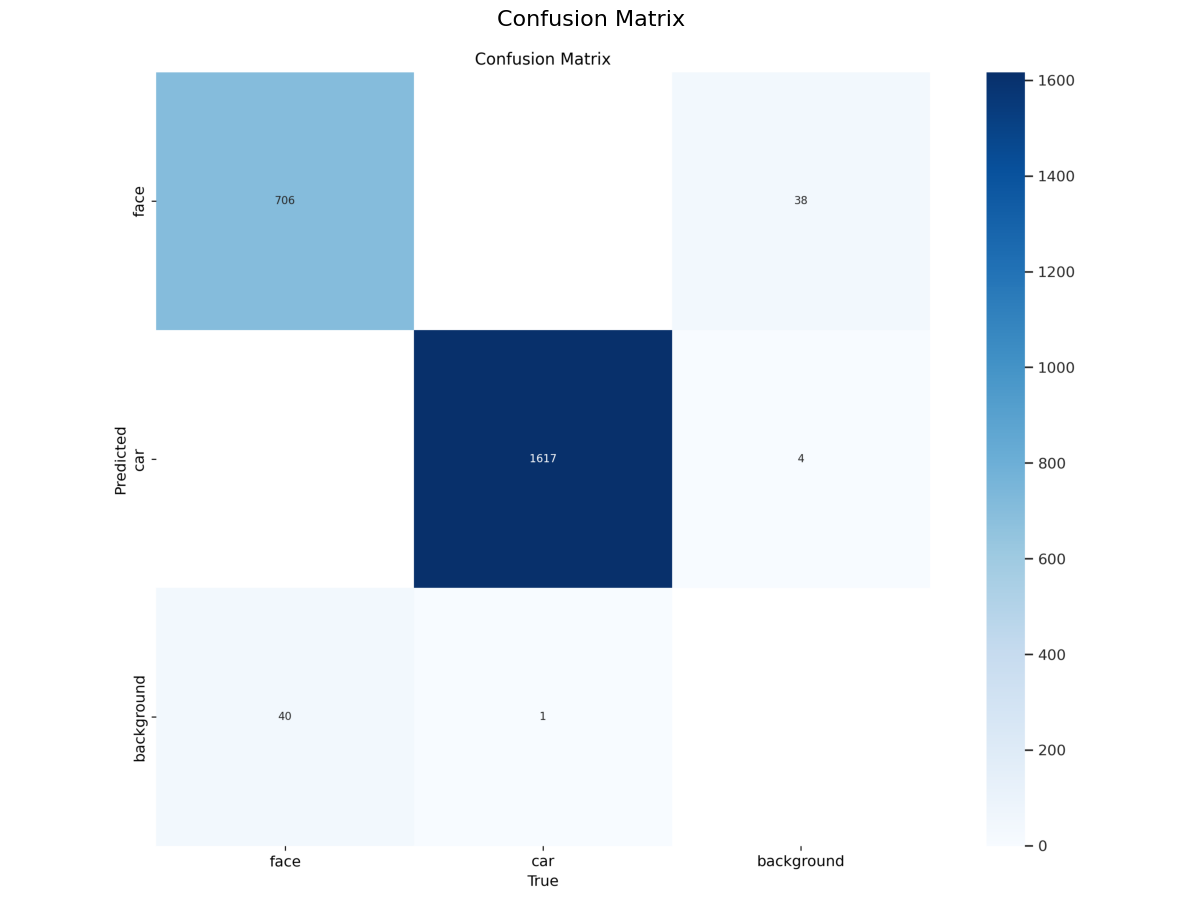 Confusion Matrix
Confusion Matrix
face
706
38
Predicted
car
1617
4
background
40
1
face
car
background
True
1600
1400
1200
1000
800
600
400
200
0